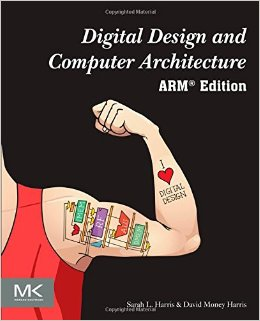 Digital Design and
Computer Architecture
ARM® Edition
I
DIGITAL
DESIGN
Sarah L. Harris & David Money Harris
MK